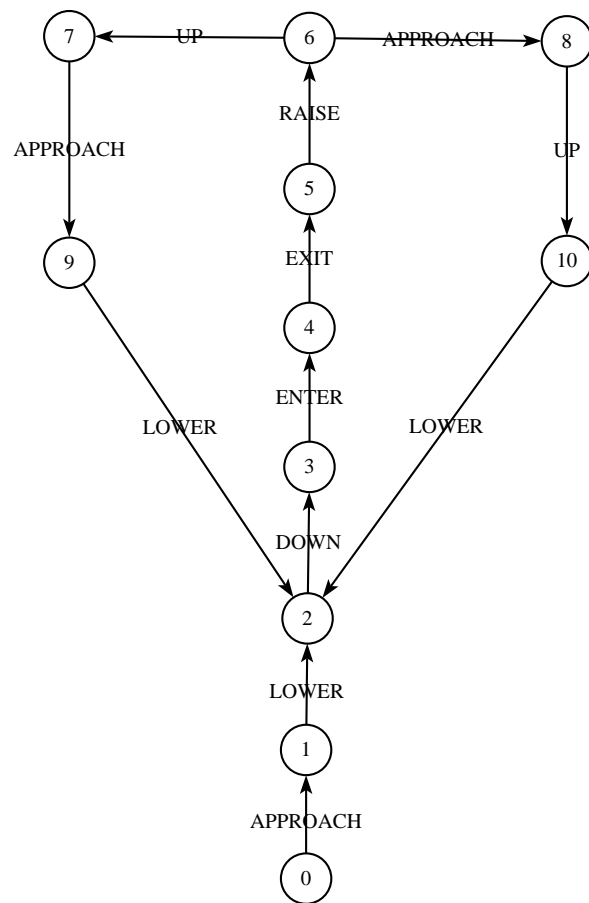 7
UP
6
APPROACH
8
RAISE
APPROACH
UP
5
9
EXIT
10
4
ENTER
LOWER
LOWER
3
DOWN
2
LOWER
1
APPROACH
0